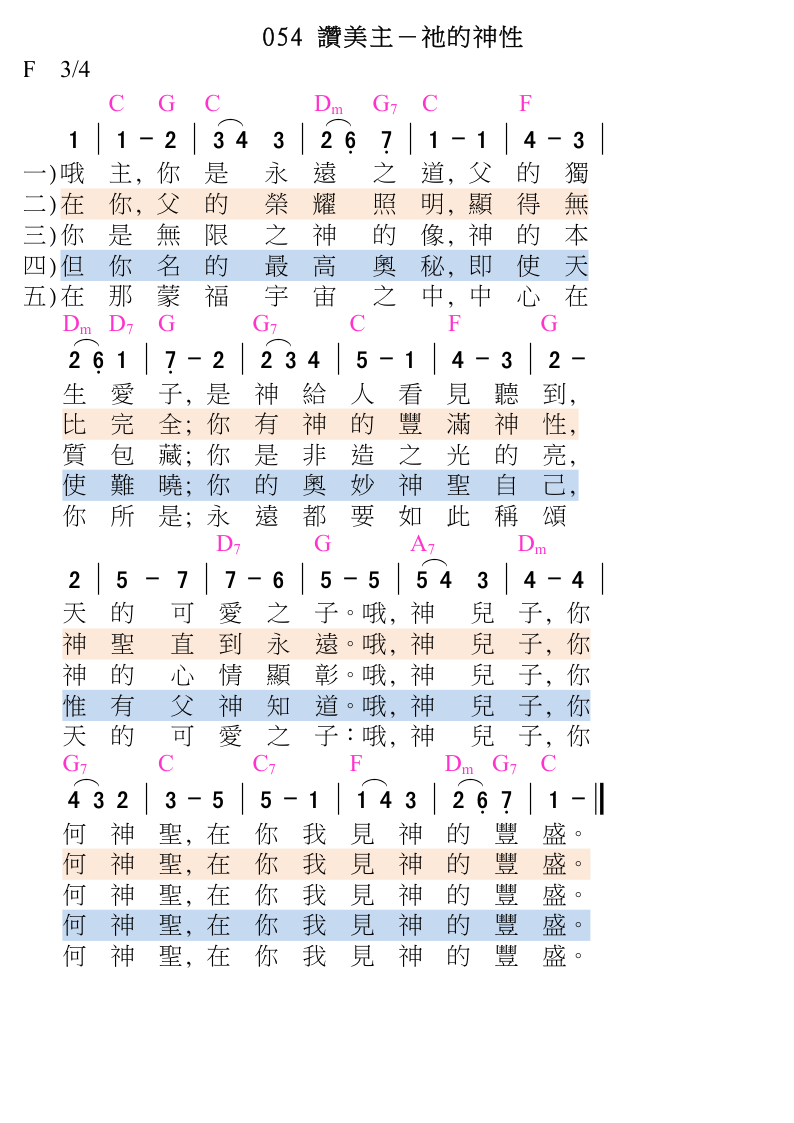 054 讚美主－祂的神性
F 3/4
C G C Dm G7 C F
1 | 1 - 2 | 3 4 3 | 2 6̣ 7̣ | 1 - 1 | 4 - 3 |
一)哦主,你是永遠之道,父的獨
二)在你,父的榮耀照明,顯得無
三)你是無限之神的像,神的本
四)但你名的最高奧秘,即使天
五)在那蒙福宇宙之中,中心在
Dm D7 G G7 C F G
2 6̣ 1 | 7̣ - 2 | 2 3 4 | 5 - 1 | 4 - 3 | 2 -
生愛子,是神給人看見聽到,
比完全;你有神的豐滿神性,
質包藏;你是非造之光的亮,
使難曉;你的奧妙神聖自己,
你所是;永遠都要如此稱頌
D7 G A7 Dm
2 | 5 - 7 | 7 - 6 | 5 - 5 | 5 4 3 | 4 - 4 |
天的可愛之子。哦,神兒子,你
神聖直到永遠。哦,神兒子,你
神的心情顯彰。哦,神兒子,你
惟有父神知道。哦,神兒子,你
天的可愛之子：哦,神兒子,你
G7 C C7 F Dm G7 C
4 3 2 | 3 - 5 | 5 - 1 | 1 4 3 | 2 6̣ 7̣ | 1 - ‖
何神聖,在你我見神的豐盛。
何神聖,在你我見神的豐盛。
何神聖,在你我見神的豐盛。
何神聖,在你我見神的豐盛。
何神聖,在你我見神的豐盛。